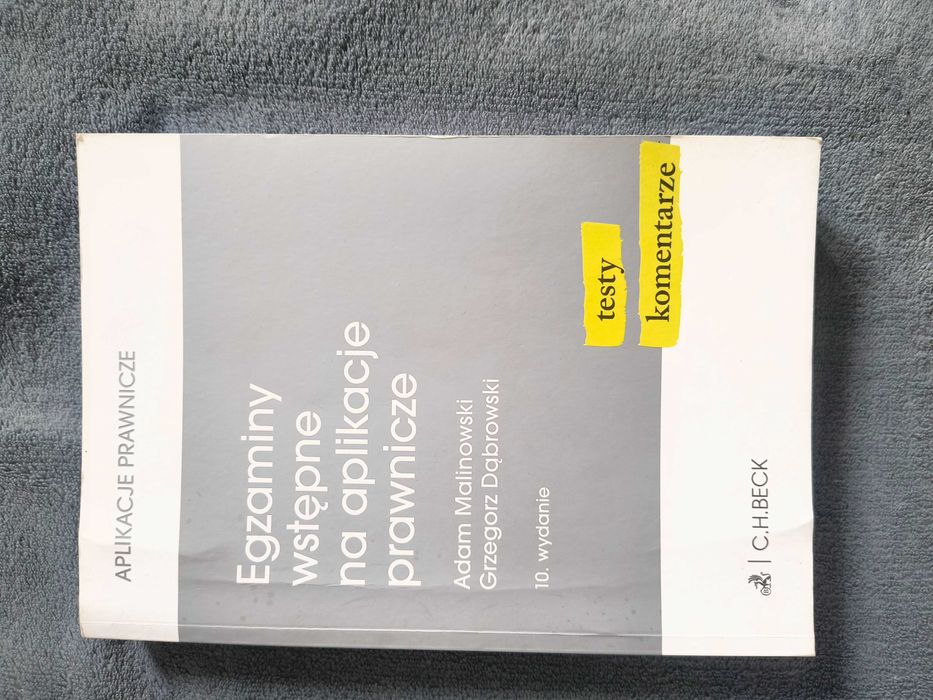 APLIKACJE PRAWNICZE
Egzaminy
wstępne
na aplikacje
prawnicze
Adam Malinowski
Grzegorz Dąbrowski
10. wydanie
testy
komentarze
C.H.BECK